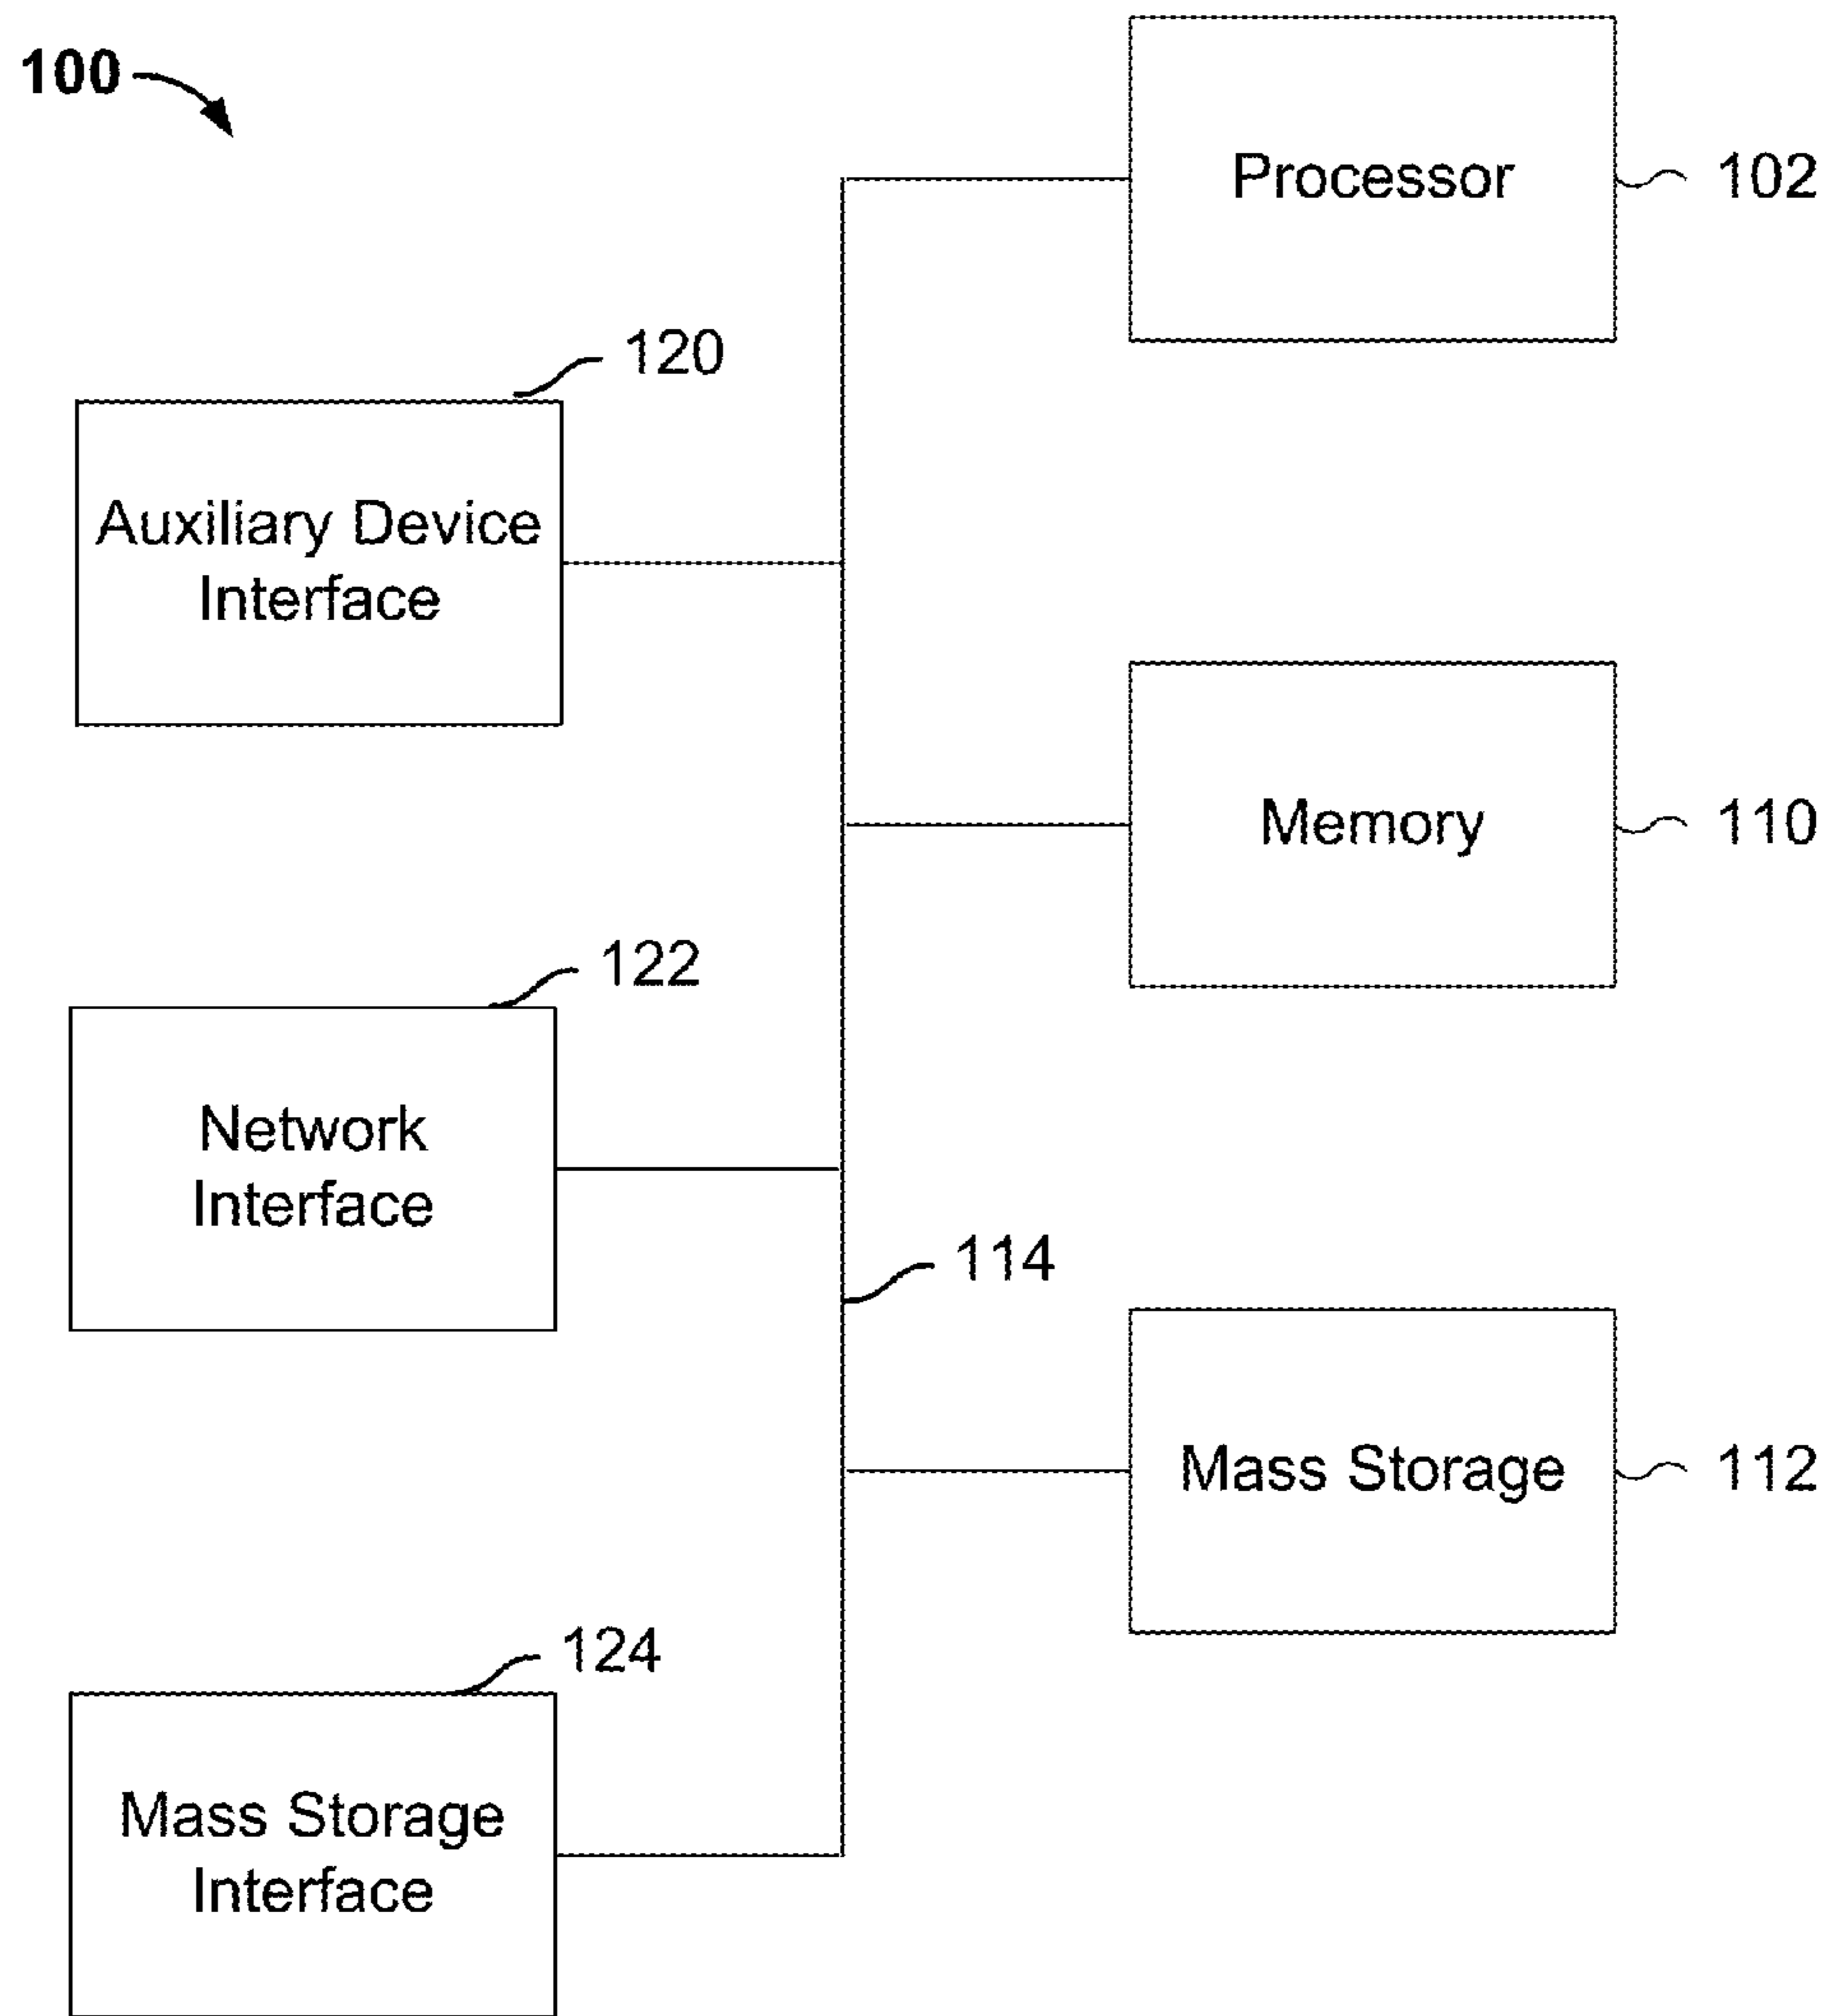 100
Processor
102
120
Auxiliary Device
Interface
Memory
110
122
Network
Interface
114
Mass Storage
112
124
Mass Storage
Interface